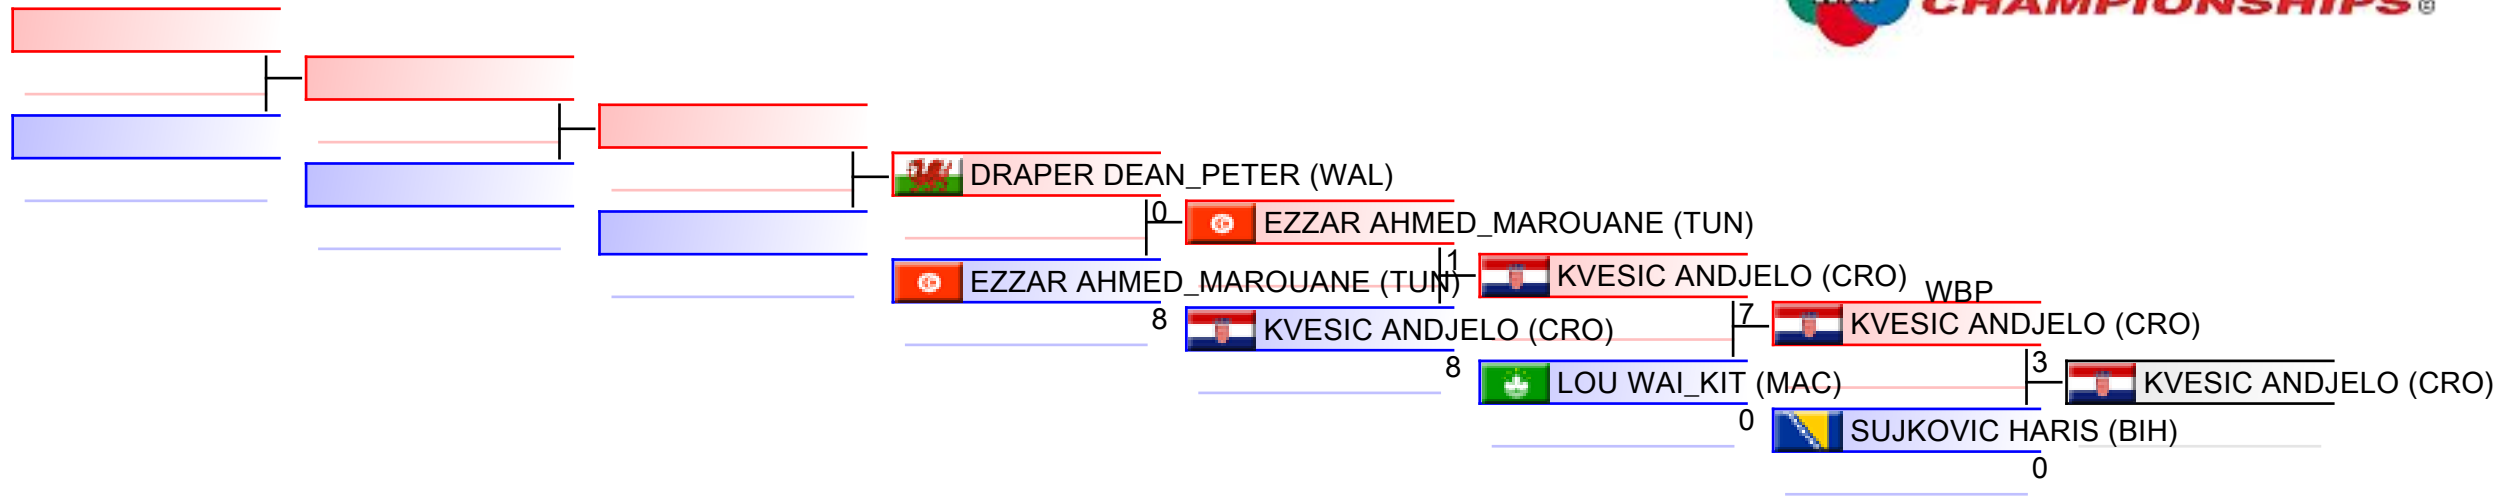 CHAMPIONSHIPS®
DRAPER DEAN_PETER (WAL)
0
EZZAR AHMED_MAROUANE (TUN)
1
EZZAR AHMED_MAROUANE (TUN)
8
KVESIC ANDJELO (CRO)
8
KVESIC ANDJELO (CRO)
7
WBP
KVESIC ANDJELO (CRO)
3
LOU WAI_KIT (MAC)
0
KVESIC ANDJELO (CRO)
SUJKOVIC HARIS (BIH)
0